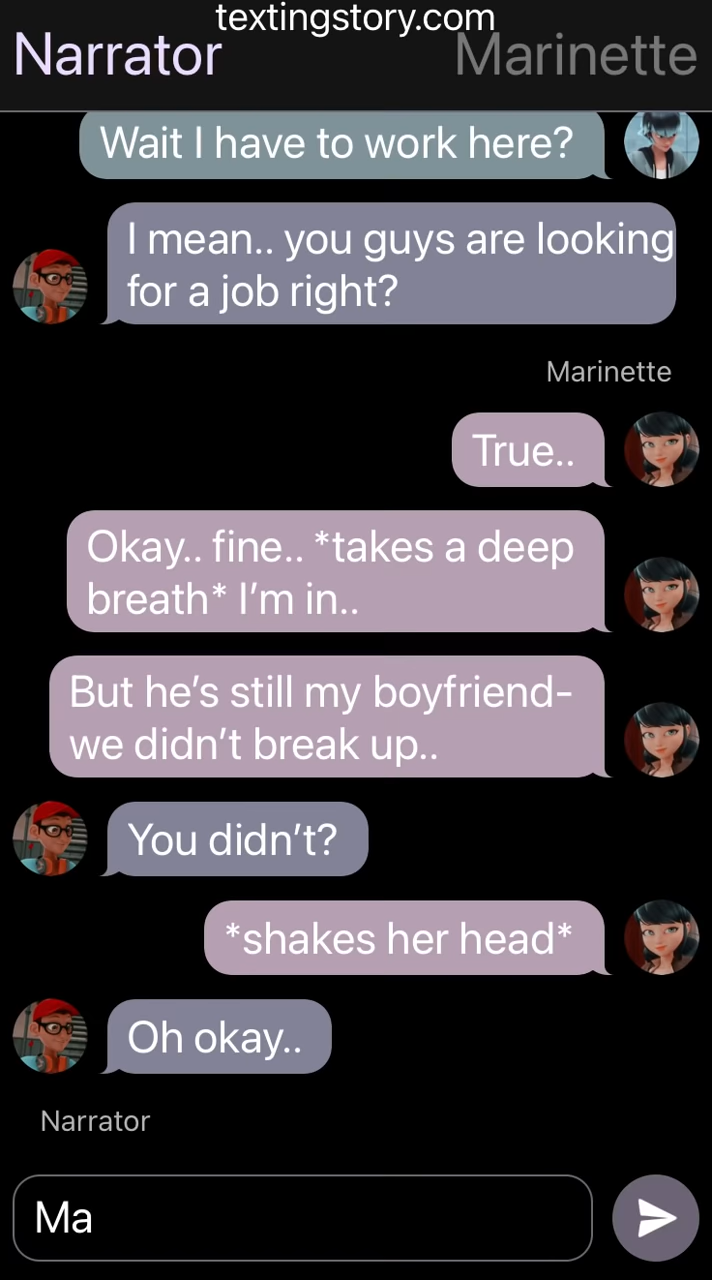 textingstory.com
Narrator
Marinette
Wait I have to work here?
I mean.. you guys are looking
for a job right?
Marinette
True..
Okay.. fine.. *takes a deep
breath* I’m in..
But he’s still my boyfriend-
we didn’t break up..
You didn’t?
*shakes her head*
Oh okay..
Narrator
Ma